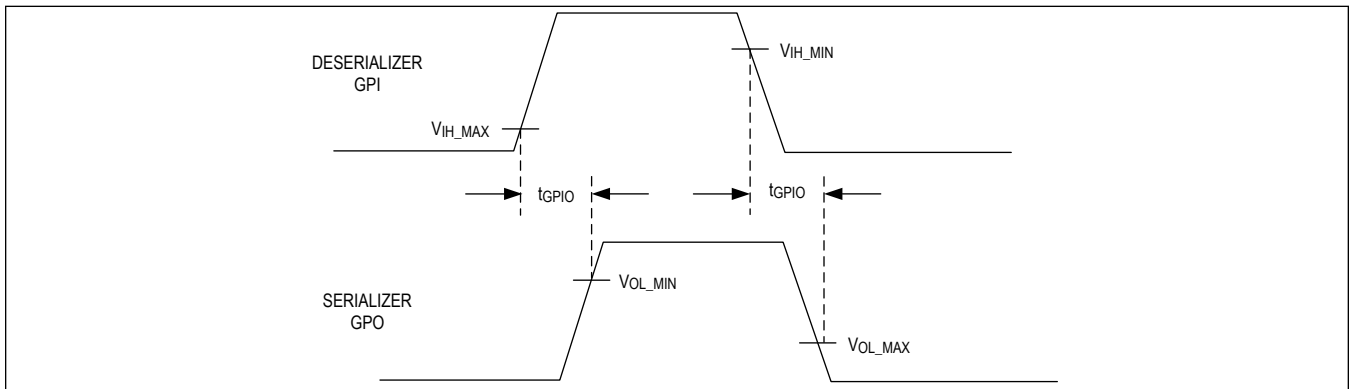 DESERIALIZER
GPI
VIH_MIN
VIH_MAX
tGPIO
tGPIO
VOL_MIN
SERIALIZER
GPO
VOL_MAX